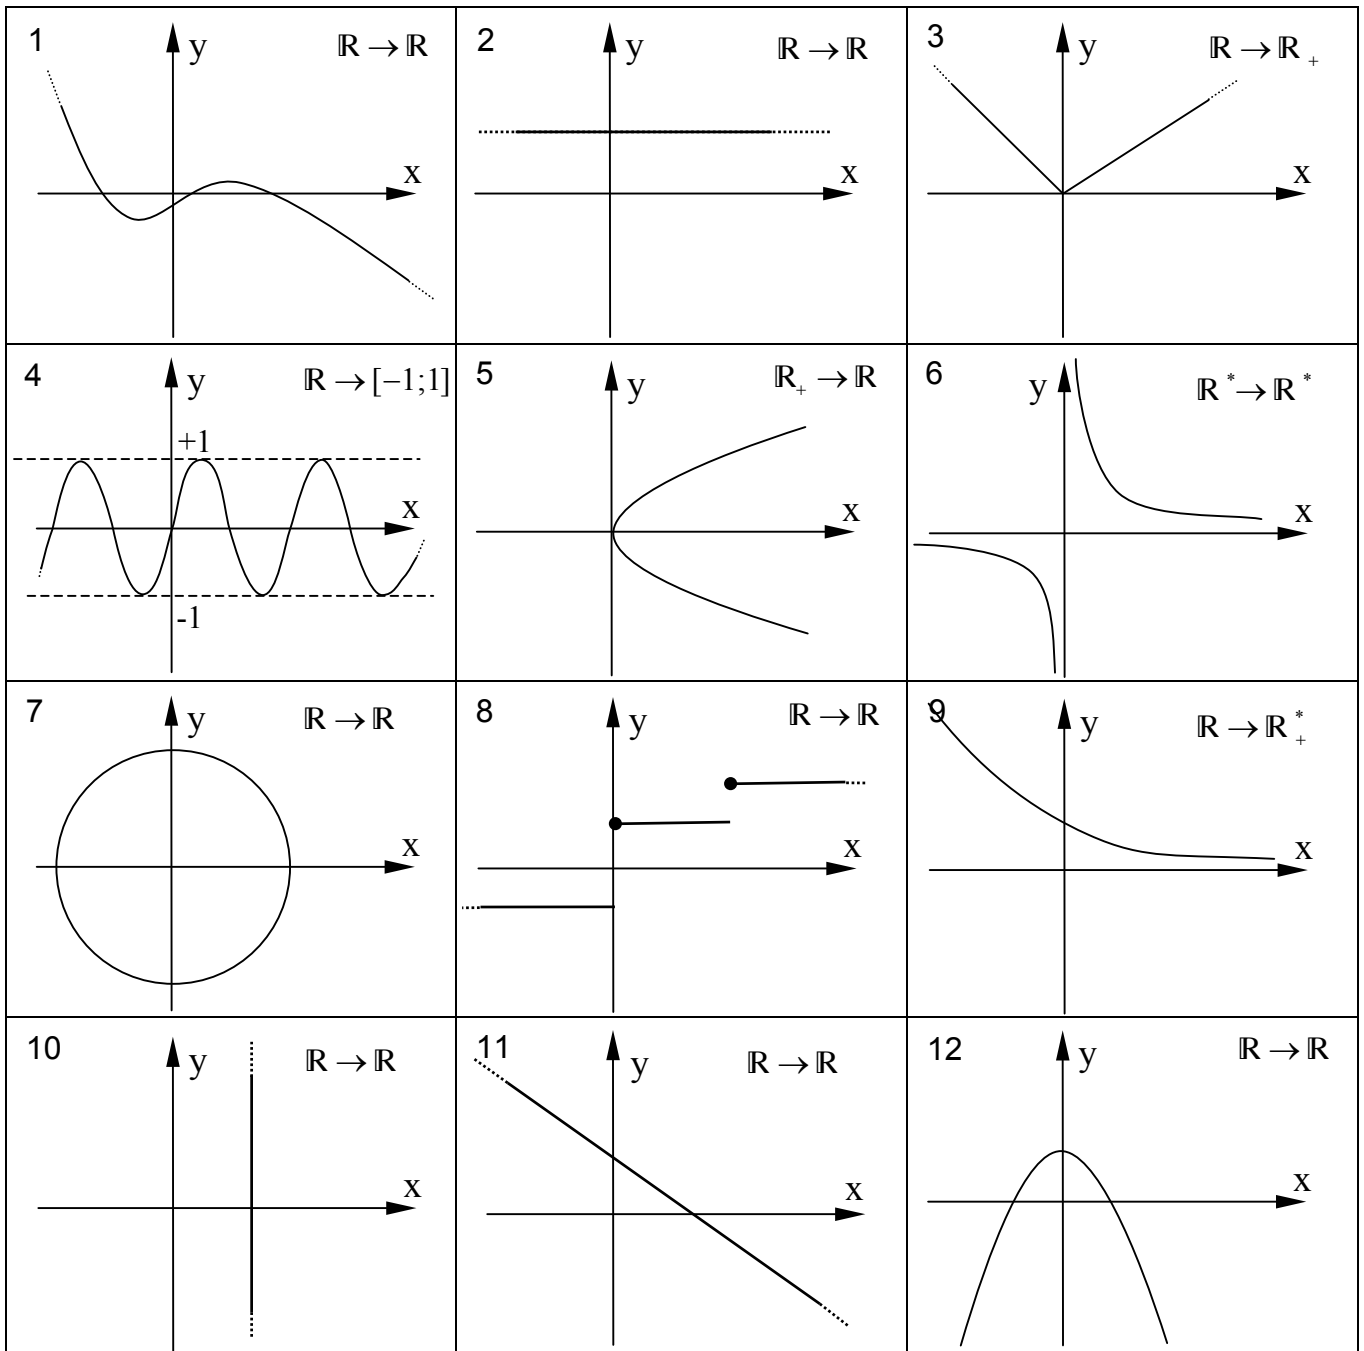 1 y ℝ → ℝ
x
2 y ℝ → ℝ
x
3 y ℝ → ℝ₊
x
4 y ℝ → [−1;1]
+1
x
-1
5 y ℝ₊ → ℝ
x
6 y ℝ* → ℝ*
x
7 y ℝ → ℝ
x
8 y ℝ → ℝ
x
9 y ℝ → ℝ₊*
x
10 y ℝ → ℝ
x
11 y ℝ → ℝ
x
12 y ℝ → ℝ
x